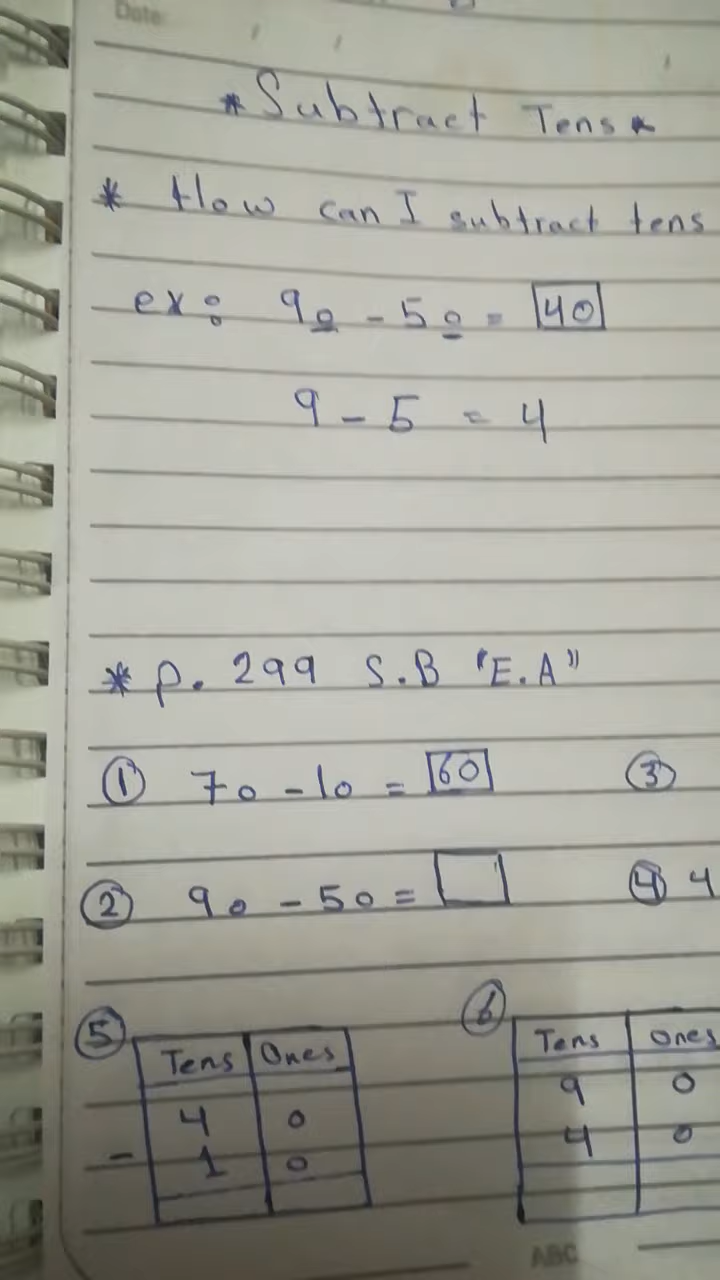 Date
* Subtract Tens *
* How can I subtract tens
ex: 90 - 50 = 40
9 - 5 = 4
* p. 299 S.B "E.A"
① 70 - 10 = 60 ③
② 90 - 50 = ④ 4
⑤ ⑥
Tens Ones Tens Ones
4 0 9 0
- 1 0 4 0
ABC